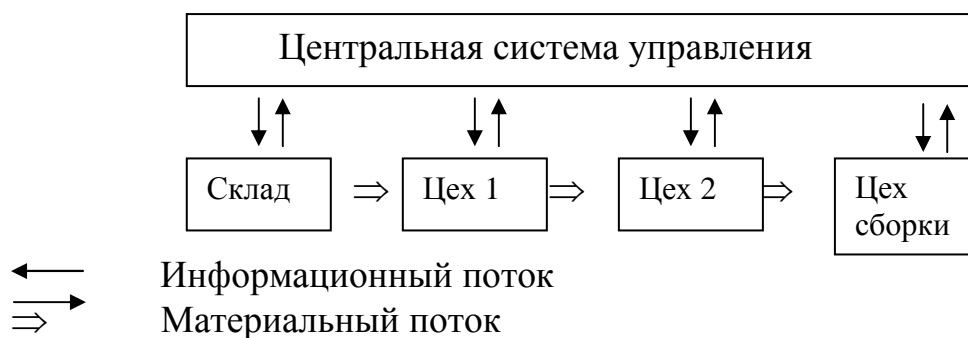 Центральная система управления
Склад
Цех 1
Цех 2
Цех
сборки
Информационный поток
Материальный поток